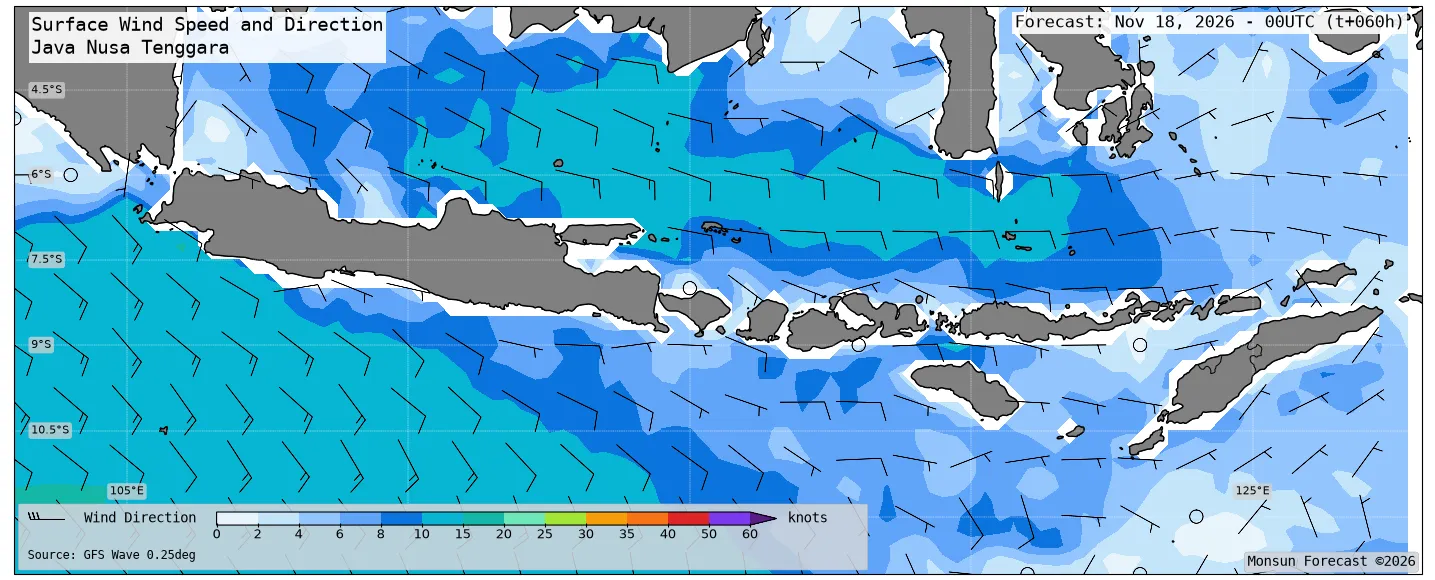 Surface Wind Speed and Direction
Java Nusa Tenggara
Forecast: Nov 18, 2026 - 00UTC (t+060h)
4.5°S
6°S
7.5°S
9°S
10.5°S
105°E
125°E
Wind Direction
0 2 4 6 8 10 15 20 25 30 35 40 50 60
knots
Source: GFS Wave 0.25deg
Monsun Forecast ©2026